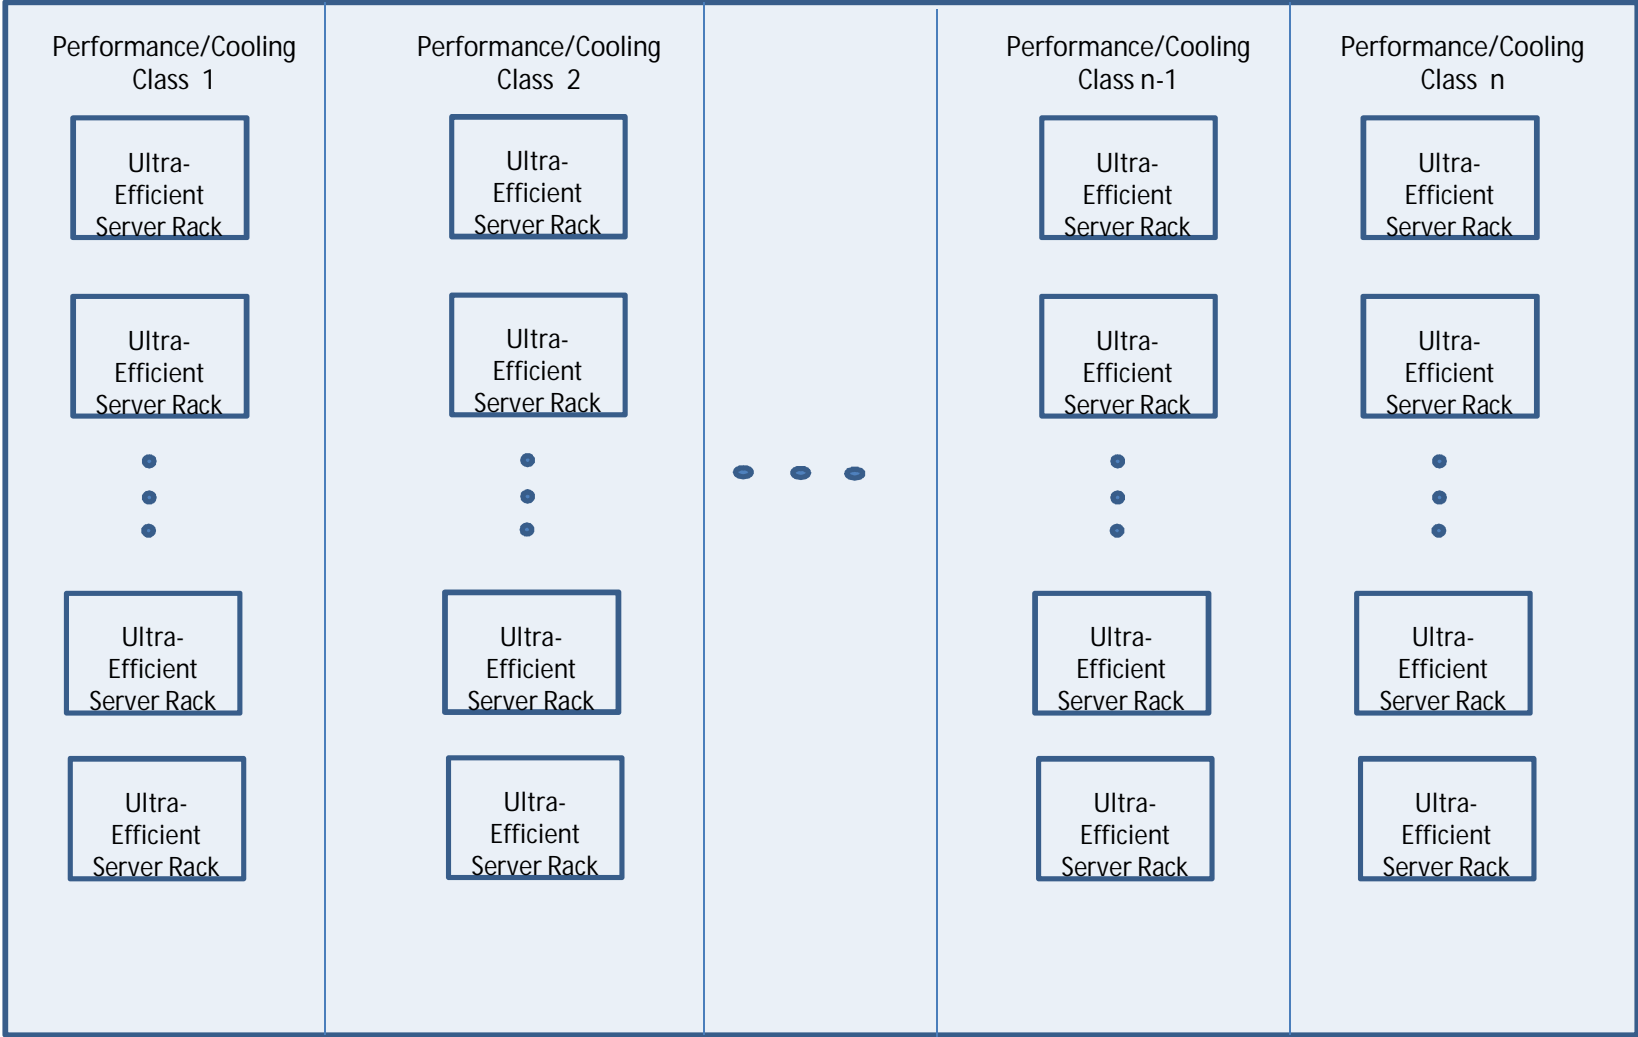 Performance/Cooling
Class 1
Performance/Cooling
Class 2
Performance/Cooling
Class n-1
Performance/Cooling
Class n
Ultra-
Efficient
Server Rack
Ultra-
Efficient
Server Rack
Ultra-
Efficient
Server Rack
Ultra-
Efficient
Server Rack
Ultra-
Efficient
Server Rack
Ultra-
Efficient
Server Rack
Ultra-
Efficient
Server Rack
Ultra-
Efficient
Server Rack
Ultra-
Efficient
Server Rack
Ultra-
Efficient
Server Rack
Ultra-
Efficient
Server Rack
Ultra-
Efficient
Server Rack
Ultra-
Efficient
Server Rack
Ultra-
Efficient
Server Rack
Ultra-
Efficient
Server Rack
Ultra-
Efficient
Server Rack